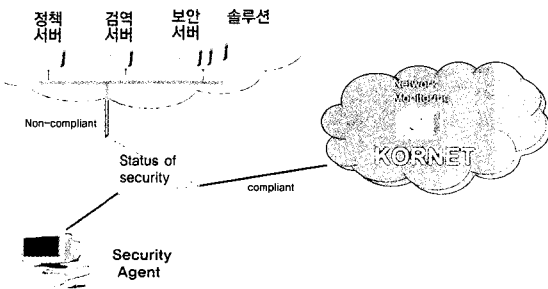 정책 검역 보안 솔루션
서버 서버 서버
Network
Monitoring
Non-compliant
KORNET
Status of
security
compliant
Security
Agent